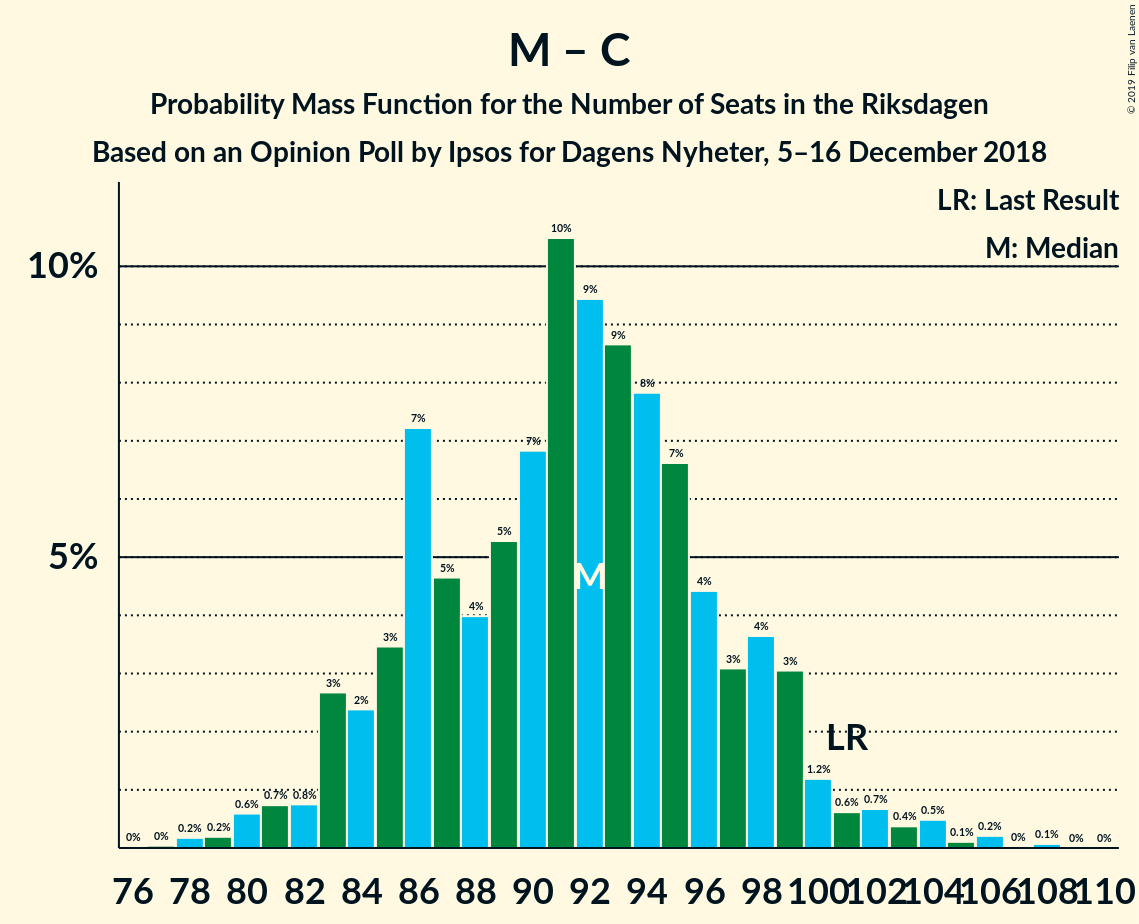 M – C
Probability Mass Function for the Number of Seats in the Riksdagen
Based on an Opinion Poll by Ipsos for Dagens Nyheter, 5–16 December 2018
© 2019 Filip van Laenen
LR: Last Result
M: Median
10%
5%
0% 0% 0.2% 0.2% 0.6% 0.7% 0.8% 3% 2% 3% 7% 5% 4% 5% 7% 10% 9% 9% 8% 7% 4% 3% 4% 3% 1.2% 0.6% 0.7% 0.4% 0.5% 0.1% 0.2% 0% 0.1% 0% 0%
M
LR
76 78 80 82 84 86 88 90 92 94 96 98 100 102 104 106 108 110